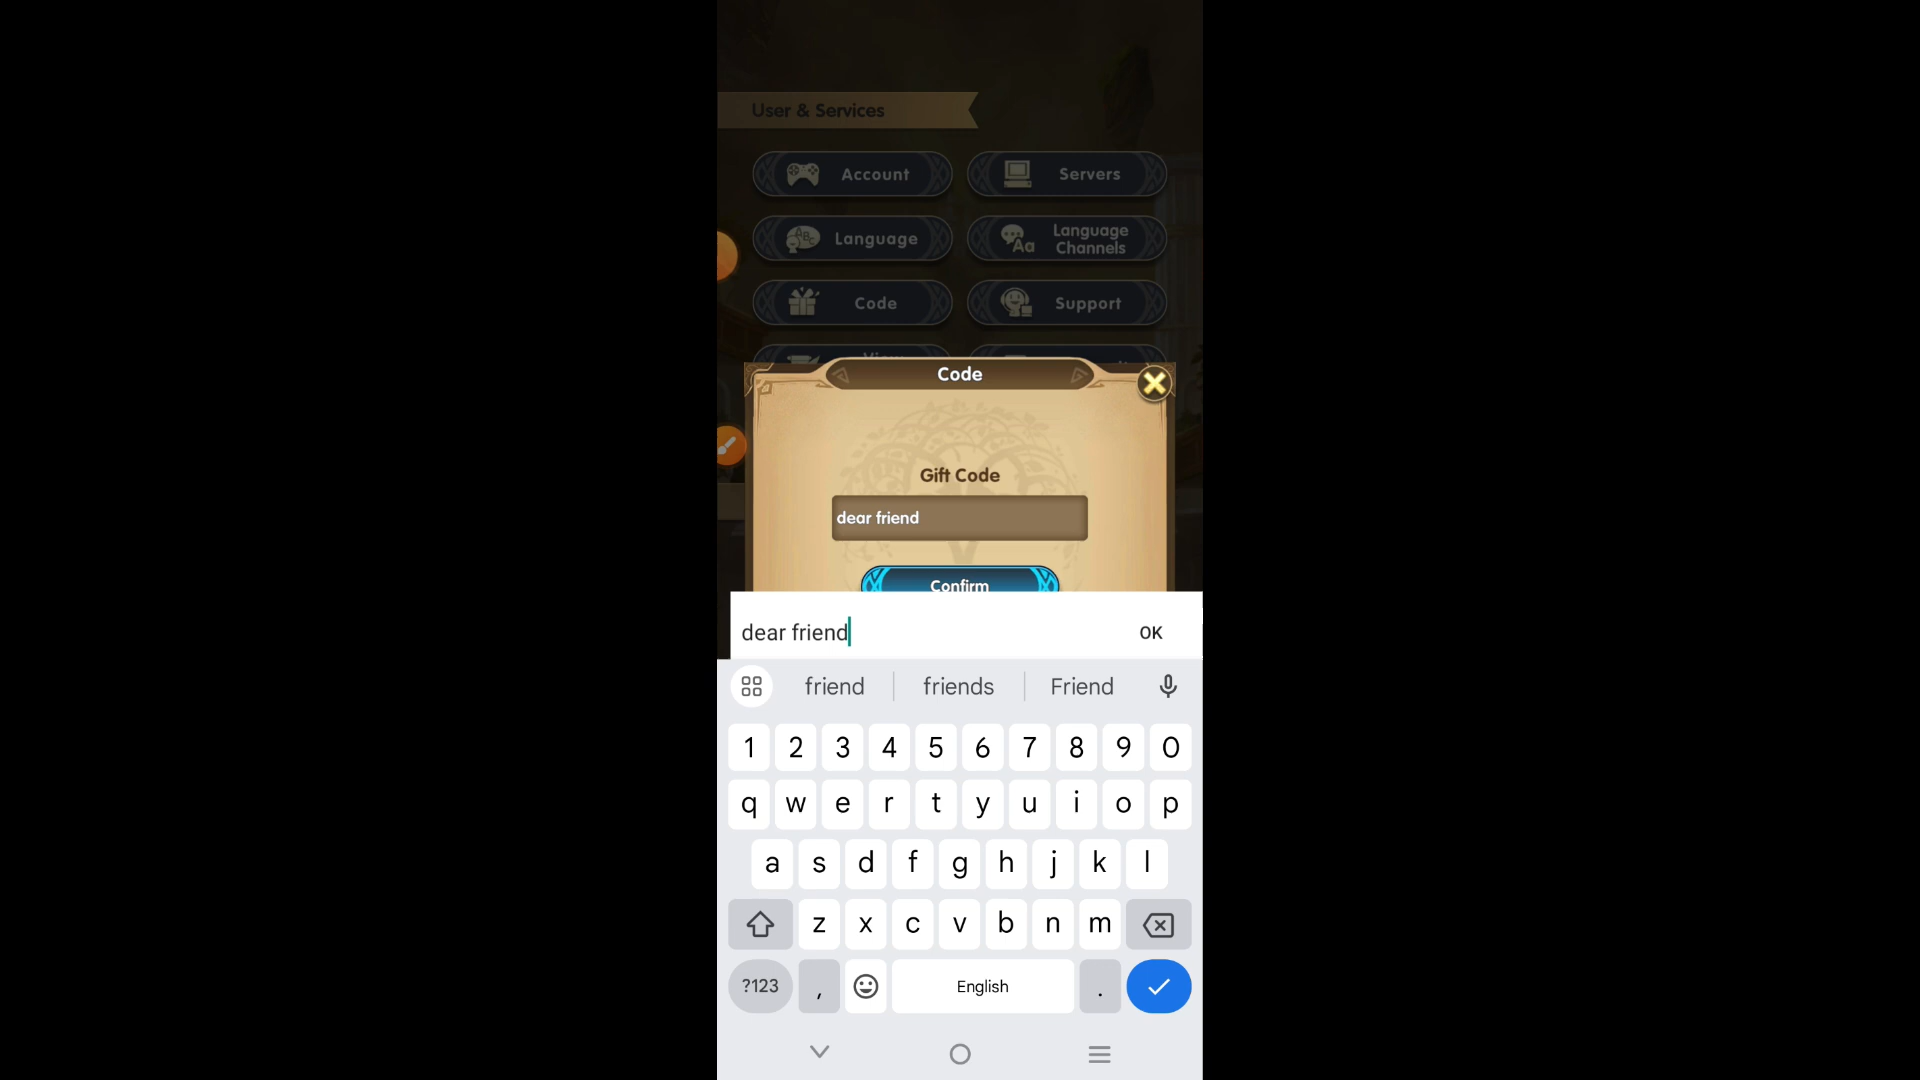 User & Services
Account
Servers
Language
Language
Channels
Code
Support
View
Code
Gift Code
dear friend
Confirm
dear friend
OK
friend
friends
Friend
1 2 3 4 5 6 7 8 9 0
q w e r t y u i o p
a s d f g h j k l
z x c v b n m
?123
,
English
.